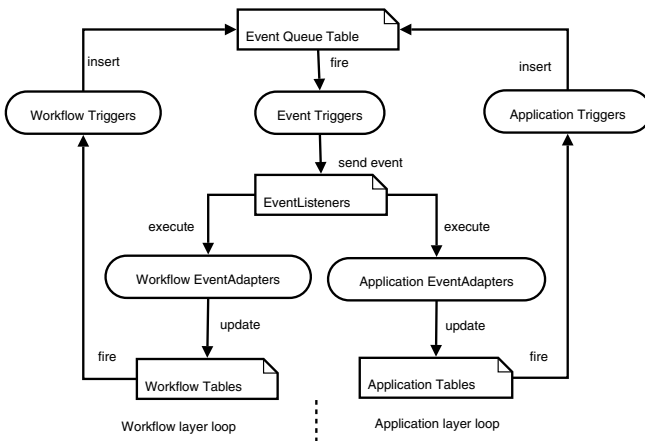 Event Queue Table
insert
fire
insert
Workflow Triggers
Event Triggers
Application Triggers
send event
EventListeners
execute
execute
Workflow EventAdapters
Application EventAdapters
update
update
fire
fire
Workflow Tables
Application Tables
Workflow layer loop
Application layer loop